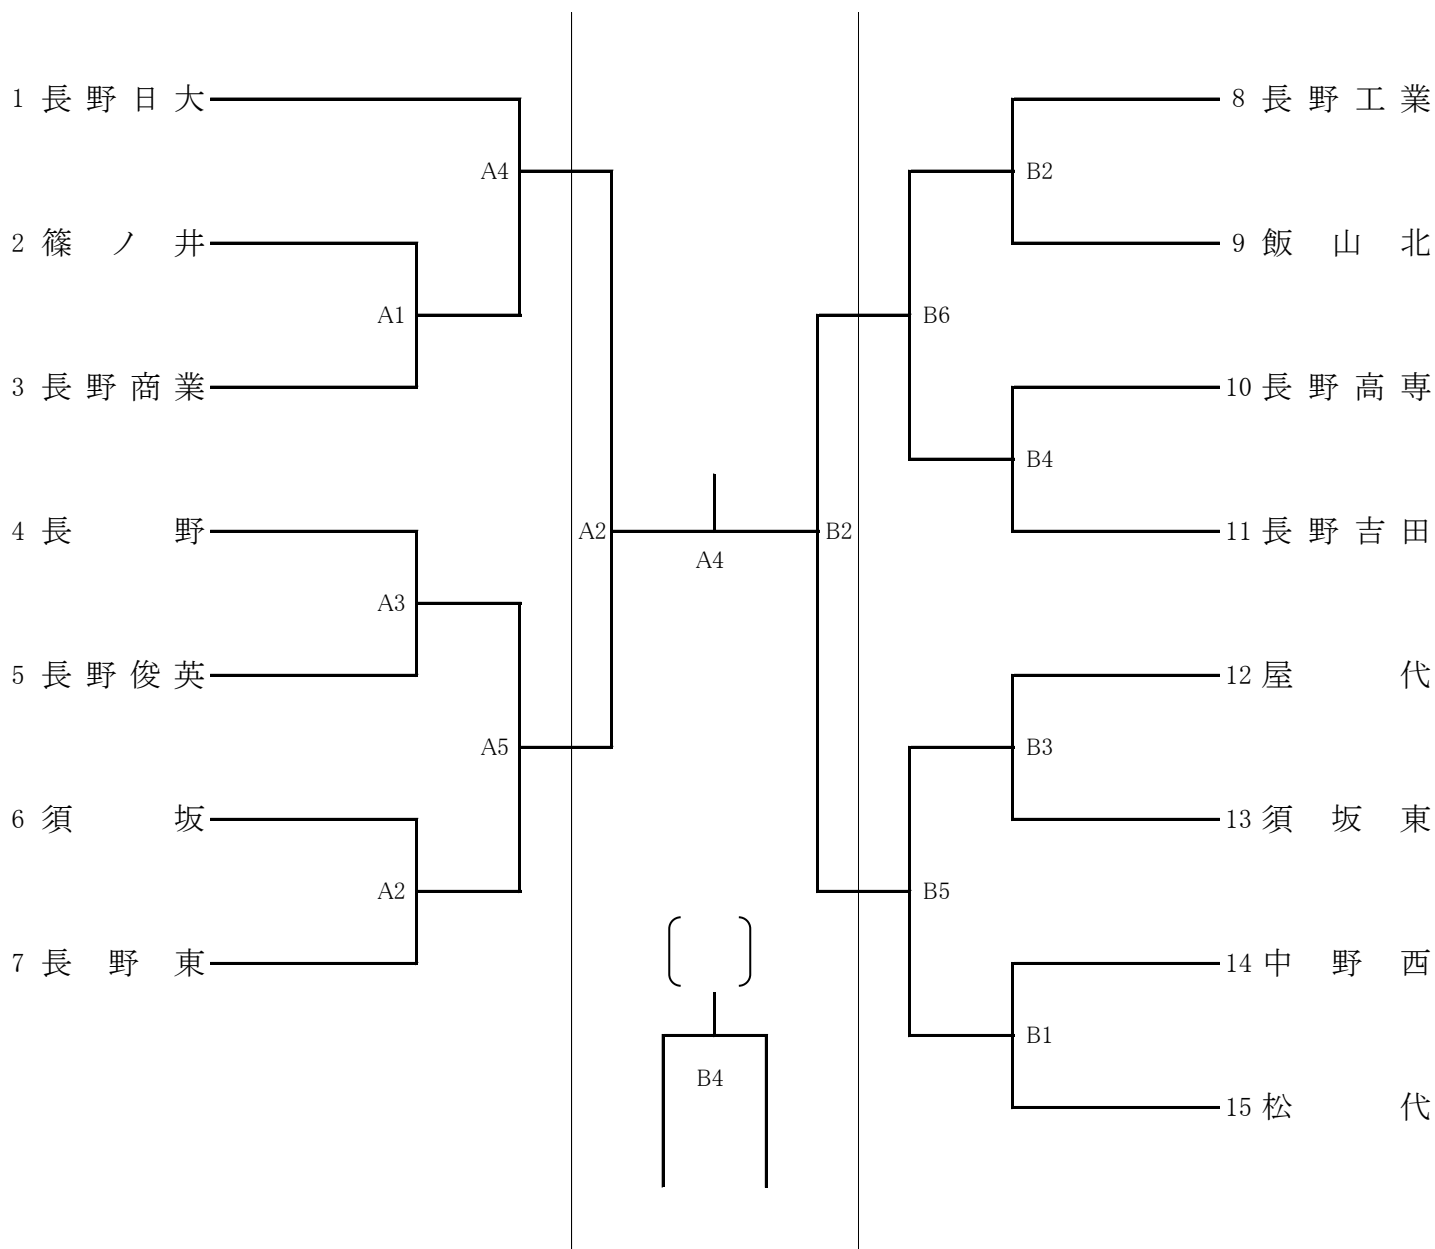 1 長野日大
A4
2 篠ノ井
A1
3 長野商業
4 長野
A3
5 長野俊英
A5
6 須坂
A2
7 長野東
A2
A4
B2
B4
8 長野工業
B2
9 飯山北
B6
10 長野高専
B4
11 長野吉田
12 屋代
B3
13 須坂東
B5
14 中野西
B1
15 松代